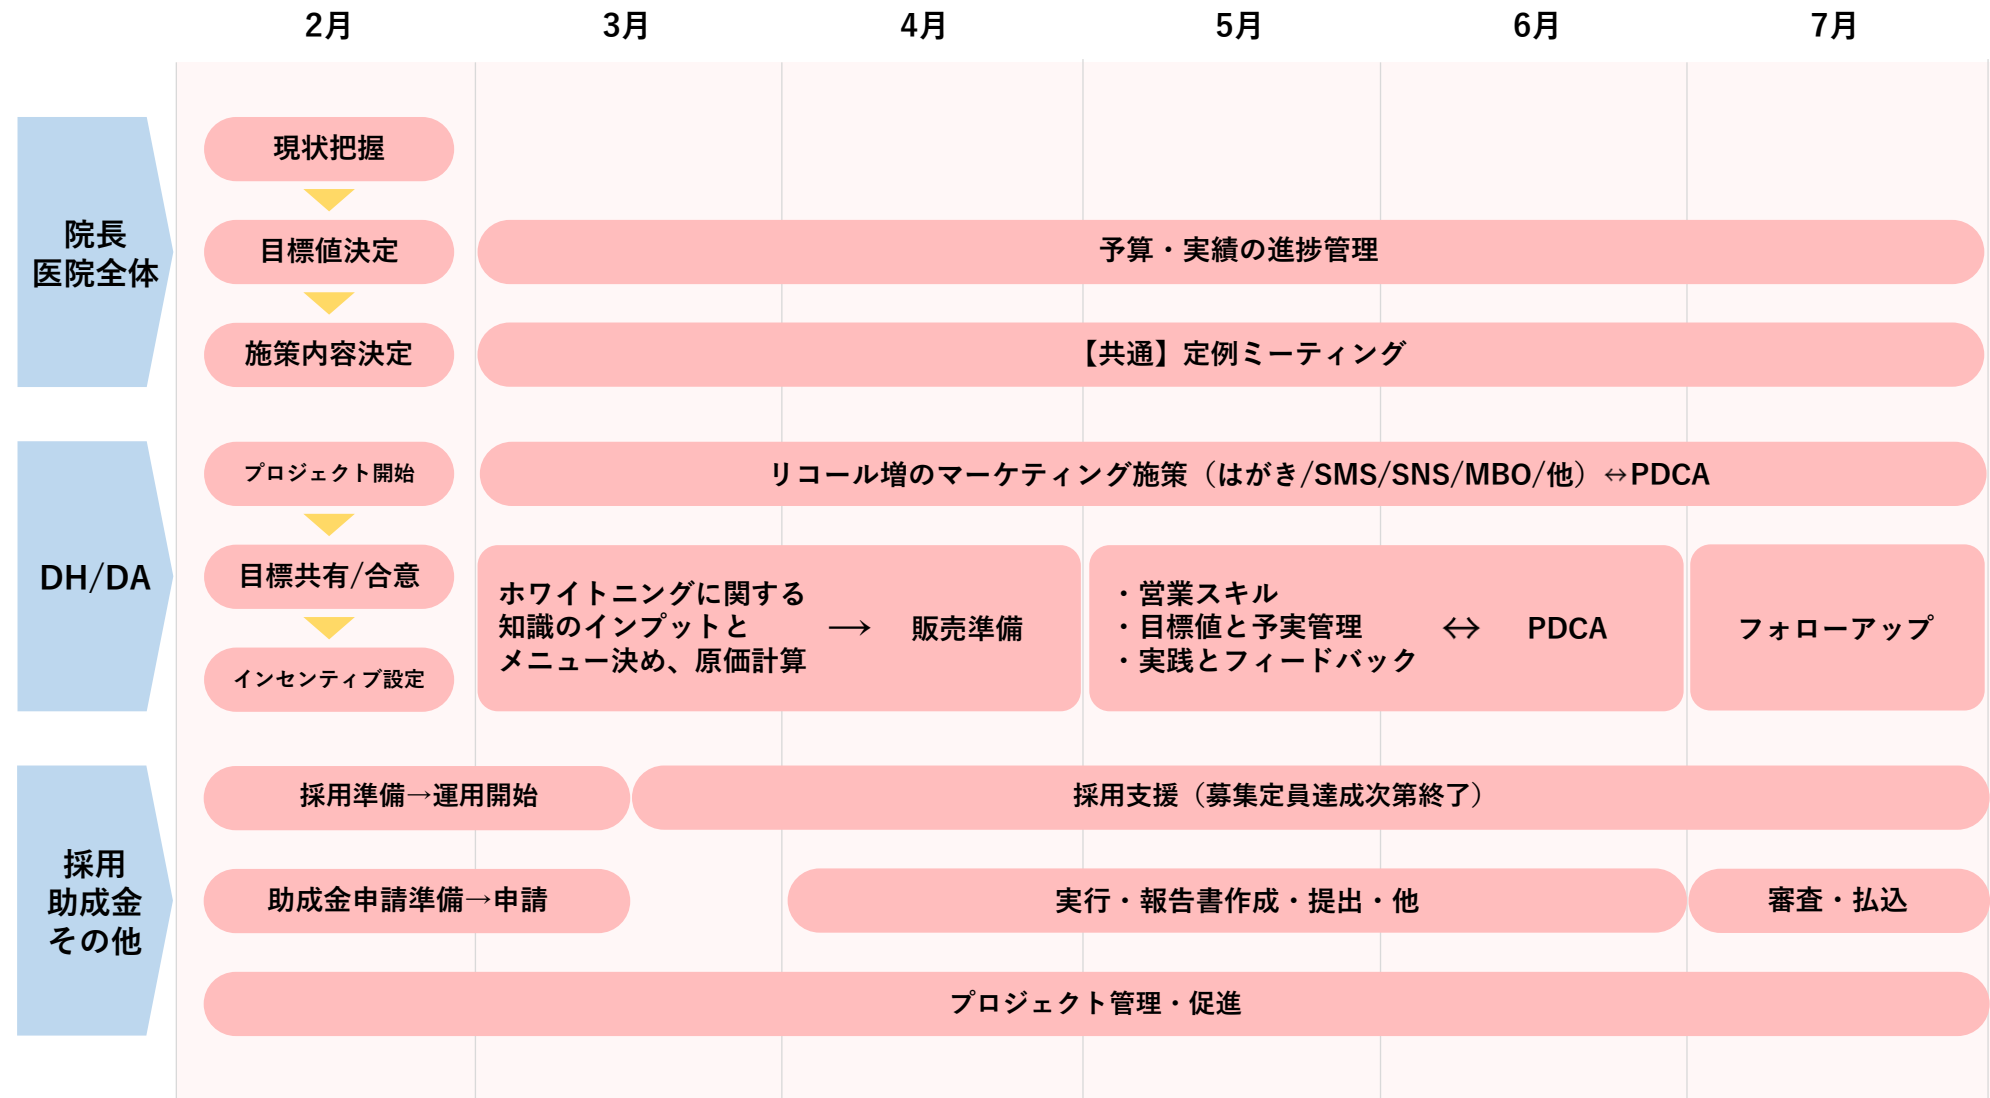 2月
3月
4月
5月
6月
7月
院長
医院全体
現状把握
目標値決定
施策内容決定
予算・実績の進捗管理
【共通】定例ミーティング
DH/DA
プロジェクト開始
目標共有/合意
インセンティブ設定
リコール増のマーケティング施策（はがき/SMS/SNS/MBO/他）↔PDCA
ホワイトニングに関する
知識のインプットと
メニュー決め、原価計算
→
販売準備
・営業スキル
・目標値と予実管理
・実践とフィードバック
↔
PDCA
フォローアップ
採用
助成金
その他
採用準備→運用開始
採用支援（募集定員達成次第終了）
助成金申請準備→申請
実行・報告書作成・提出・他
審査・払込
プロジェクト管理・促進